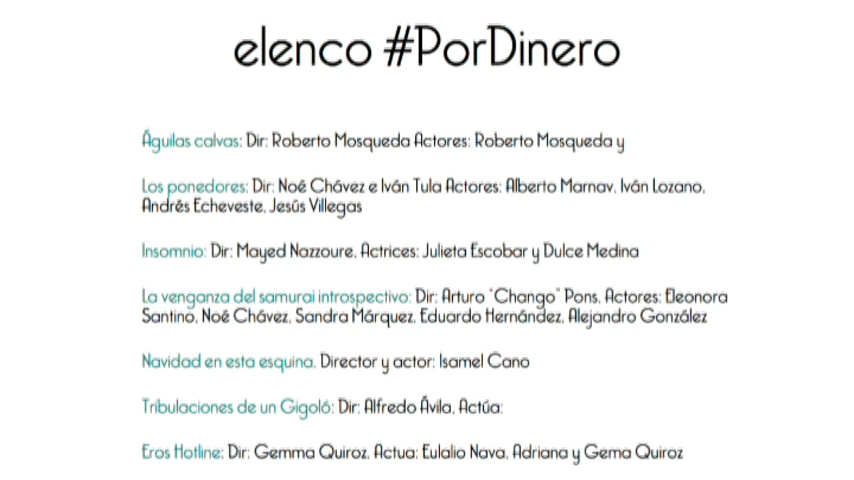 elenco #PorDinero
Águilas calvas: Dir: Roberto Mosqueda Actores: Roberto Mosqueda y
Los ponedores: Dir: Noé Chávez e Iván Tula Actores: Alberto Marnav, Iván Lozano,
Andrés Echeveste, Jesús Villegas
Insomnio: Dir: Mayed Nazzoure, Actrices: Julieta Escobar y Dulce Medina
La venganza del samurai introspectivo: Dir: Arturo "Chango" Pons, Actores: Eleonora
Santino, Noé Chávez, Sandra Márquez, Eduardo Hernández, Alejandro González
Navidad en esta esquina, Director y actor: Isamel Cano
Tribulaciones de un Gigoló: Dir: Alfredo Ávila, Actúa:
Eros Hotline: Dir: Gemma Quiroz, Actua: Eulalio Nava, Adriana y Gema Quiroz